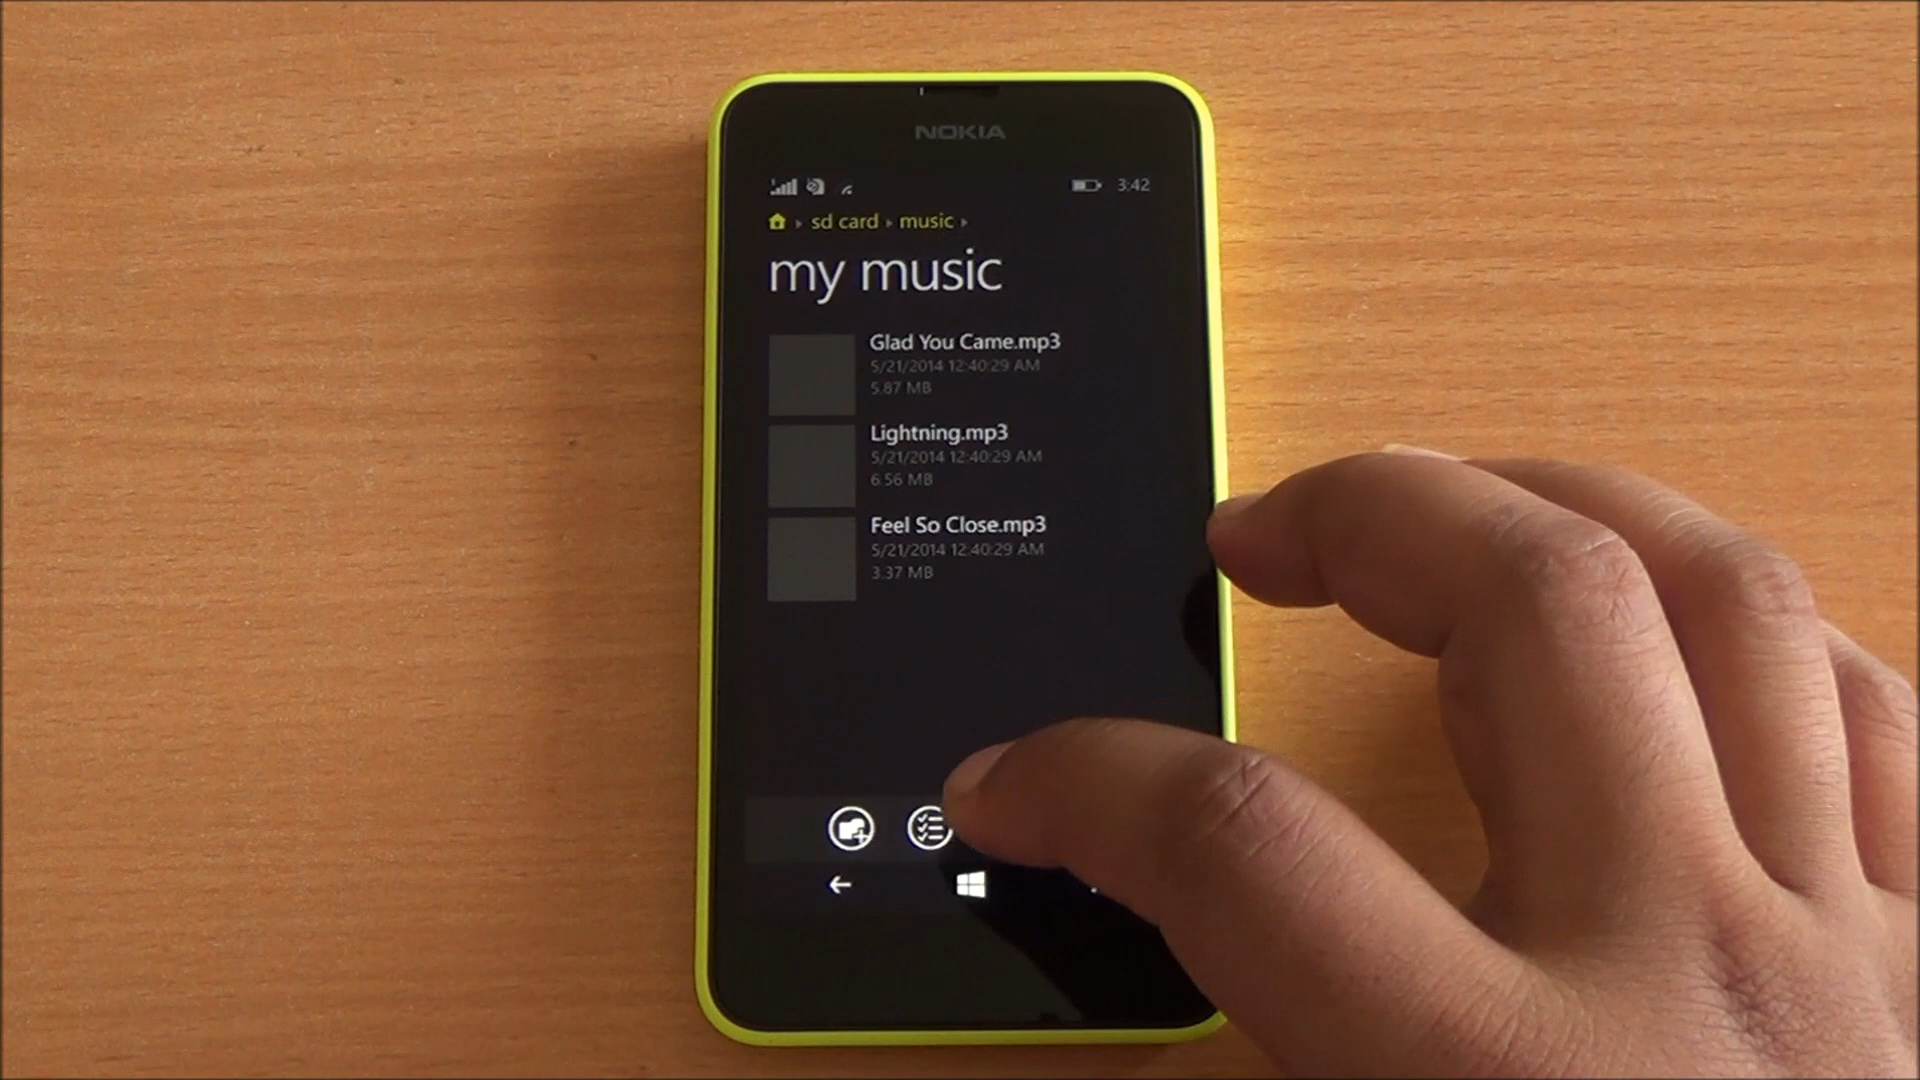 NOKIA
3:42
sd card music
my music
Glad You Came.mp3
5/21/2014 12:40:29 AM
5.87 MB
Lightning.mp3
5/21/2014 12:40:29 AM
6.56 MB
Feel So Close.mp3
5/21/2014 12:40:29 AM
3.37 MB